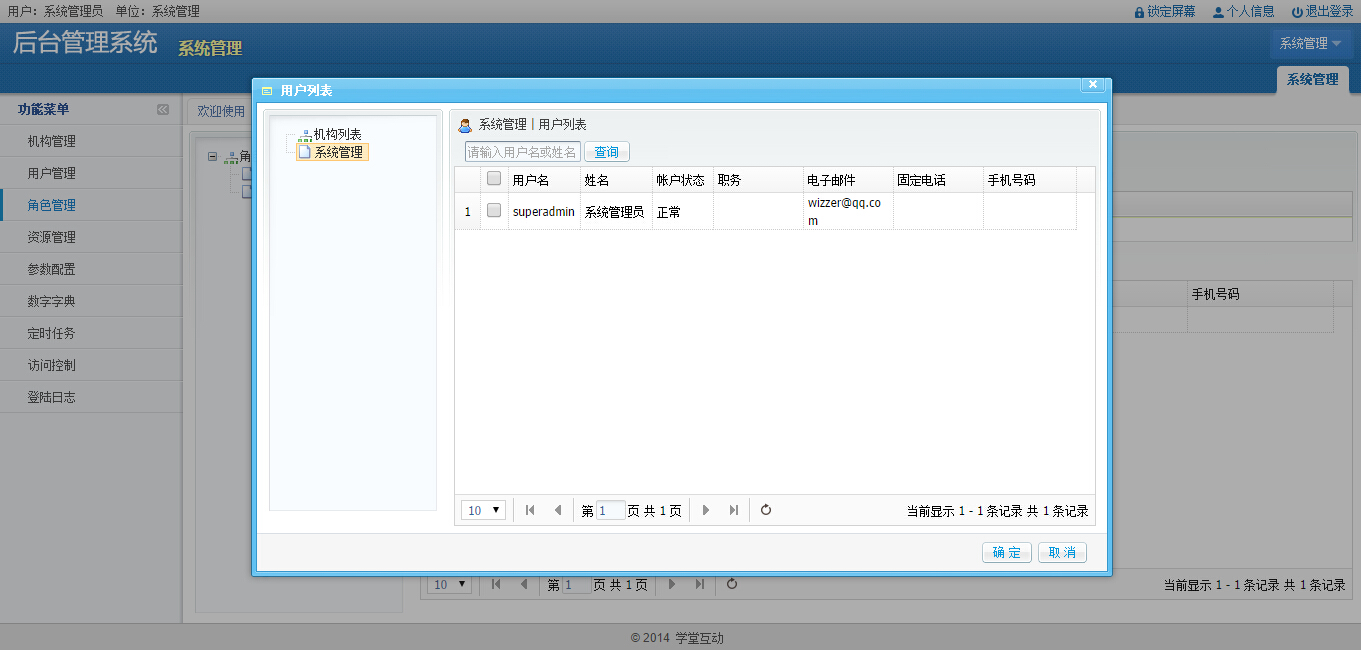 用户：系统管理员 单位：系统管理 锁定屏幕 个人信息 退出登录
后台管理系统 系统管理 系统管理
系统管理
功能菜单
机构管理
用户管理
角色管理
资源管理
参数配置
数字字典
定时任务
访问控制
登陆日志
欢迎使用
角
用户列表
机构列表
系统管理
系统管理 | 用户列表
请输入用户名或姓名 查询
用户名 姓名 帐户状态 职务 电子邮件 固定电话 手机号码
1 superadmin 系统管理员 正常 wizzer@qq.co
m
10 第 1 页 共 1 页 当前显示 1 - 1 条记录 共 1 条记录
确 定 取 消
手机号码
10 第 1 页 共 1 页 当前显示 1 - 1 条记录 共 1 条记录
© 2014 学堂互动